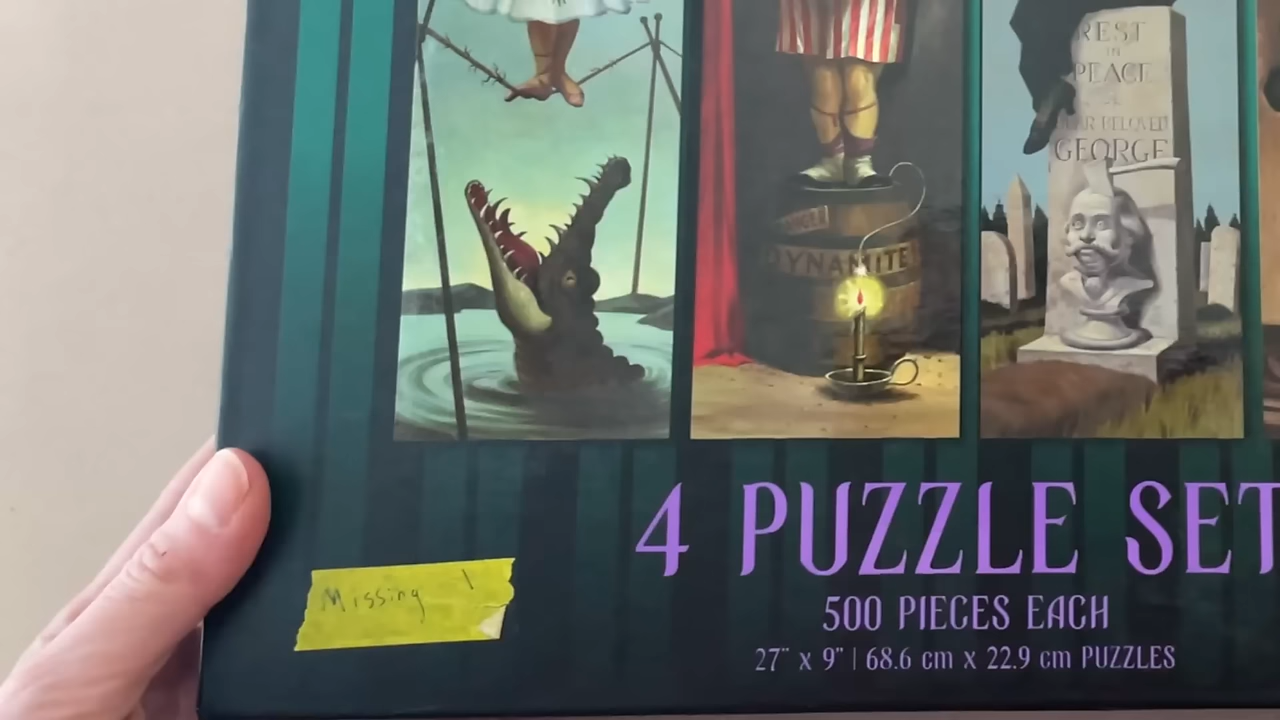 REST
IN
PEACE
DEAR BELOVED
GEORGE
DYNAMITE
4 PUZZLE SET
500 PIECES EACH
27" x 9" | 68.6 cm x 22.9 cm PUZZLES
Missing 1